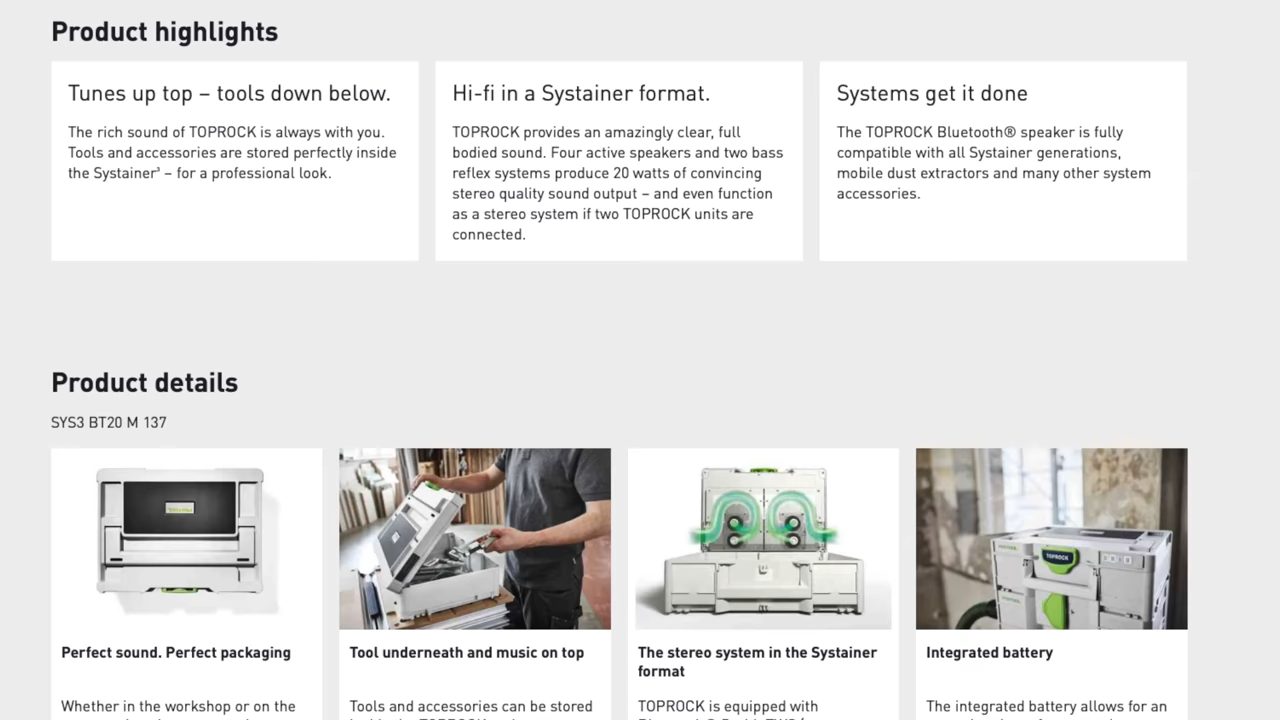 Product highlights
Tunes up top – tools down below.
The rich sound of TOPROCK is always with you.
Tools and accessories are stored perfectly inside
the Systainer³ – for a professional look.
Hi-fi in a Systainer format.
TOPROCK provides an amazingly clear, full
bodied sound. Four active speakers and two bass
reflex systems produce 20 watts of convincing
stereo quality sound output – and even function
as a stereo system if two TOPROCK units are
connected.
Systems get it done
The TOPROCK Bluetooth® speaker is fully
compatible with all Systainer generations,
mobile dust extractors and many other system
accessories.
Product details
SYS3 BT20 M 137
TOPROCK
Perfect sound. Perfect packaging
Whether in the workshop or on the
Tool underneath and music on top
Tools and accessories can be stored
The stereo system in the Systainer
format
TOPROCK is equipped with
Integrated battery
The integrated battery allows for an